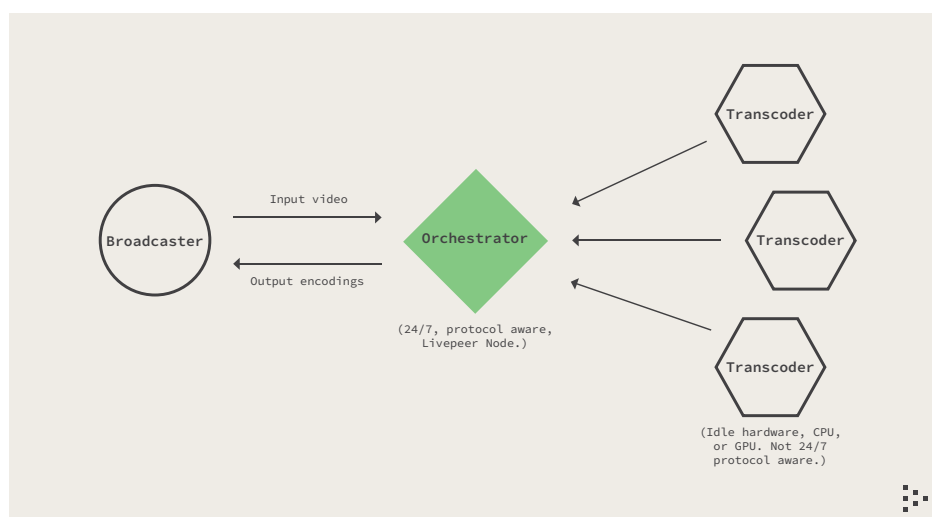 Transcoder
Input video
Broadcaster
Orchestrator
Transcoder
Output encodings
(24/7, protocol aware,
Livepeer Node.)
Transcoder
(Idle hardware, CPU,
or GPU. Not 24/7
protocol aware.)